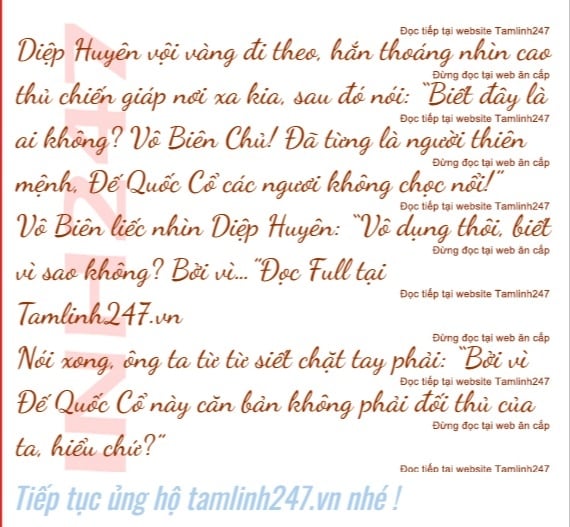 Đọc tiếp tại website Tamlinh247
Diệp Huyên vội vàng đi theo, hắn thoáng nhìn cao
Đừng đọc tại web ăn cắp
thủ chiến giáp nơi xa kia, sau đó nói: “Biết đây là
Đọc tiếp tại website Tamlinh247
ai không? Vô Biên Chủ! Đã từng là người thiên
Đừng đọc tại web ăn cắp
mệnh, Đế Quốc Cổ các ngươi không chọc nổi!”
Đọc tiếp tại website Tamlinh247
Vô Biên liếc nhìn Diệp Huyên: “Vô dụng thôi, biết
Đừng đọc tại web ăn cắp
vì sao không? Bởi vì... “Đọc Full tại
Đọc tiếp tại website Tamlinh247
Tamlinh247.vn
Đừng đọc tại web ăn cắp
Nói xong, ông ta từ từ siết chặt tay phải: “Bởi vì
Đọc tiếp tại website Tamlinh247
Đế Quốc Cổ này căn bản không phải đối thủ của
Đừng đọc tại web ăn cắp
ta, hiểu chứ?”
Đọc tiếp tại website Tamlinh247
Tiếp tục ủng hộ tamlinh247.vn nhé !
INH247